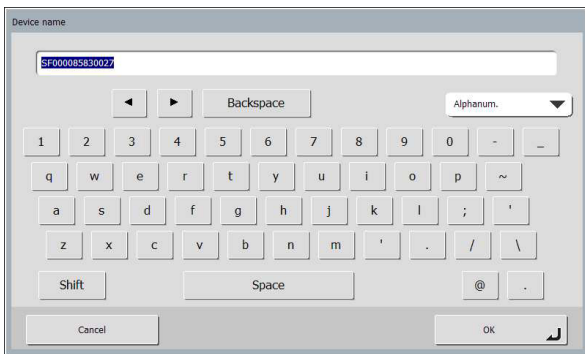 Device name
SF000085830027
◄ ► Backspace Alphanum.
1 2 3 4 5 6 7 8 9 0 - _
q w e r t y u i o p ~
a s d f g h j k l ; '
z x c v b n m ' . / \
Shift Space @ .
Cancel OK